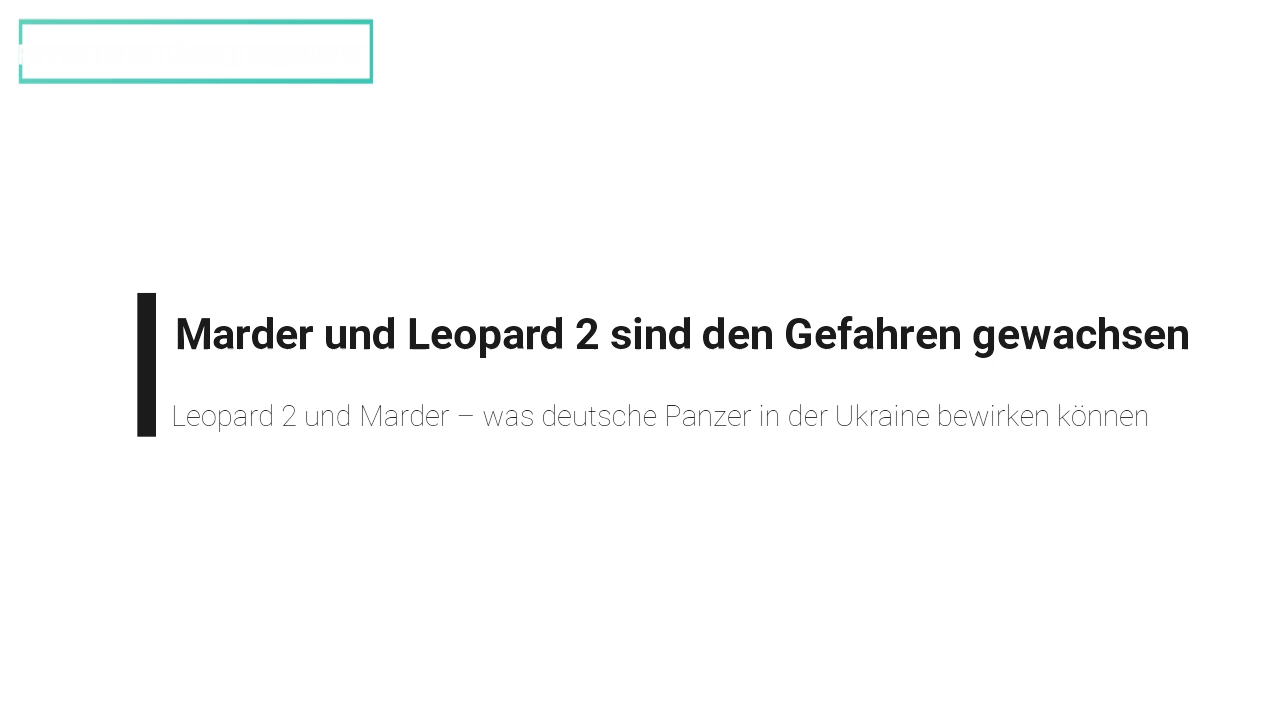 Marder und Leopard 2 sind den Gefahren gewachsen
Leopard 2 und Marder – was deutsche Panzer in der Ukraine bewirken können